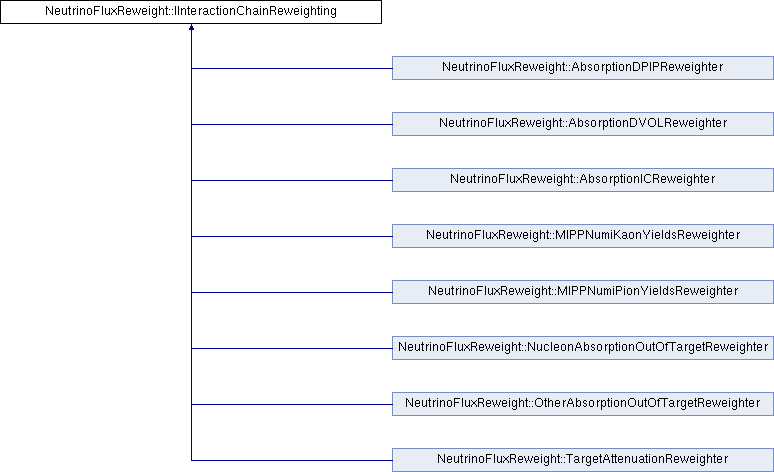 NeutrinoFluxReweight::IInteractionChainReweighting
NeutrinoFluxReweight::AbsorptionDPIPReweighter
NeutrinoFluxReweight::AbsorptionDVOLReweighter
NeutrinoFluxReweight::AbsorptionICReweighter
NeutrinoFluxReweight::MIPPNumiKaonYieldsReweighter
NeutrinoFluxReweight::MIPPNumiPionYieldsReweighter
NeutrinoFluxReweight::NucleonAbsorptionOutOfTargetReweighter
NeutrinoFluxReweight::OtherAbsorptionOutOfTargetReweighter
NeutrinoFluxReweight::TargetAttenuationReweighter